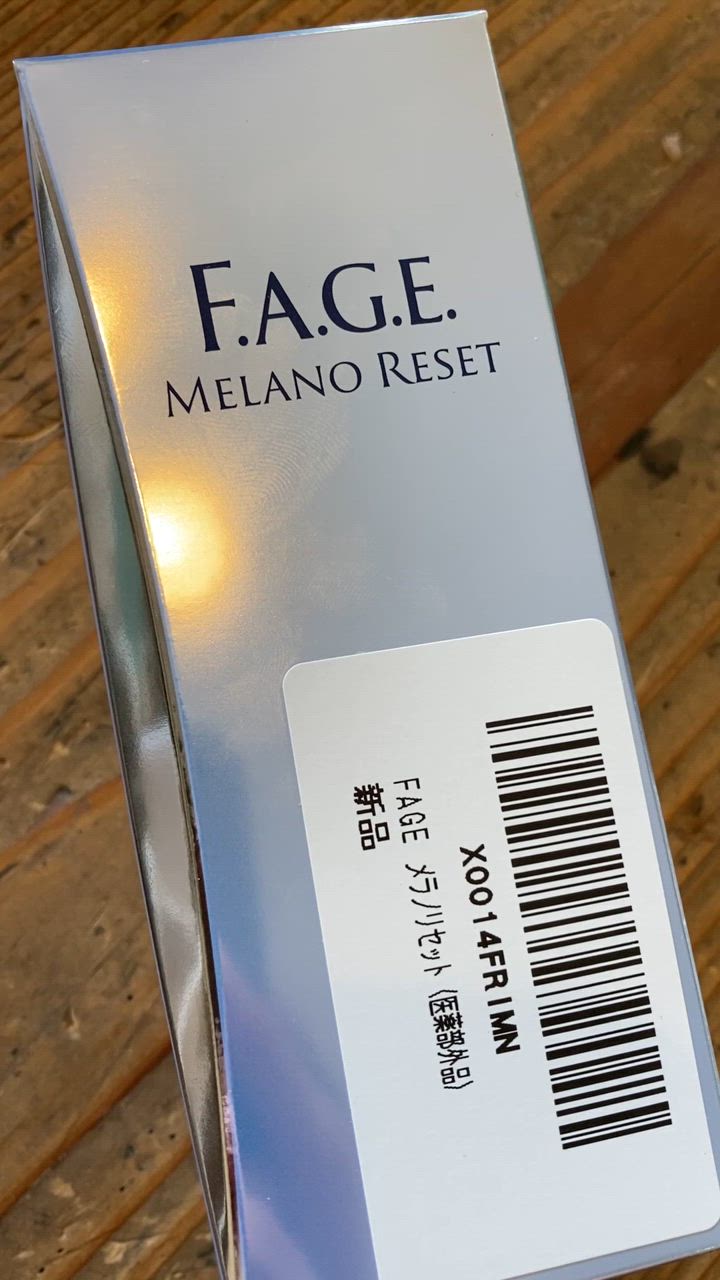 F.A.G.E.
MELANO RESET
X0014FRIMN
FAGE メラノリセット (医薬部外品)
新品